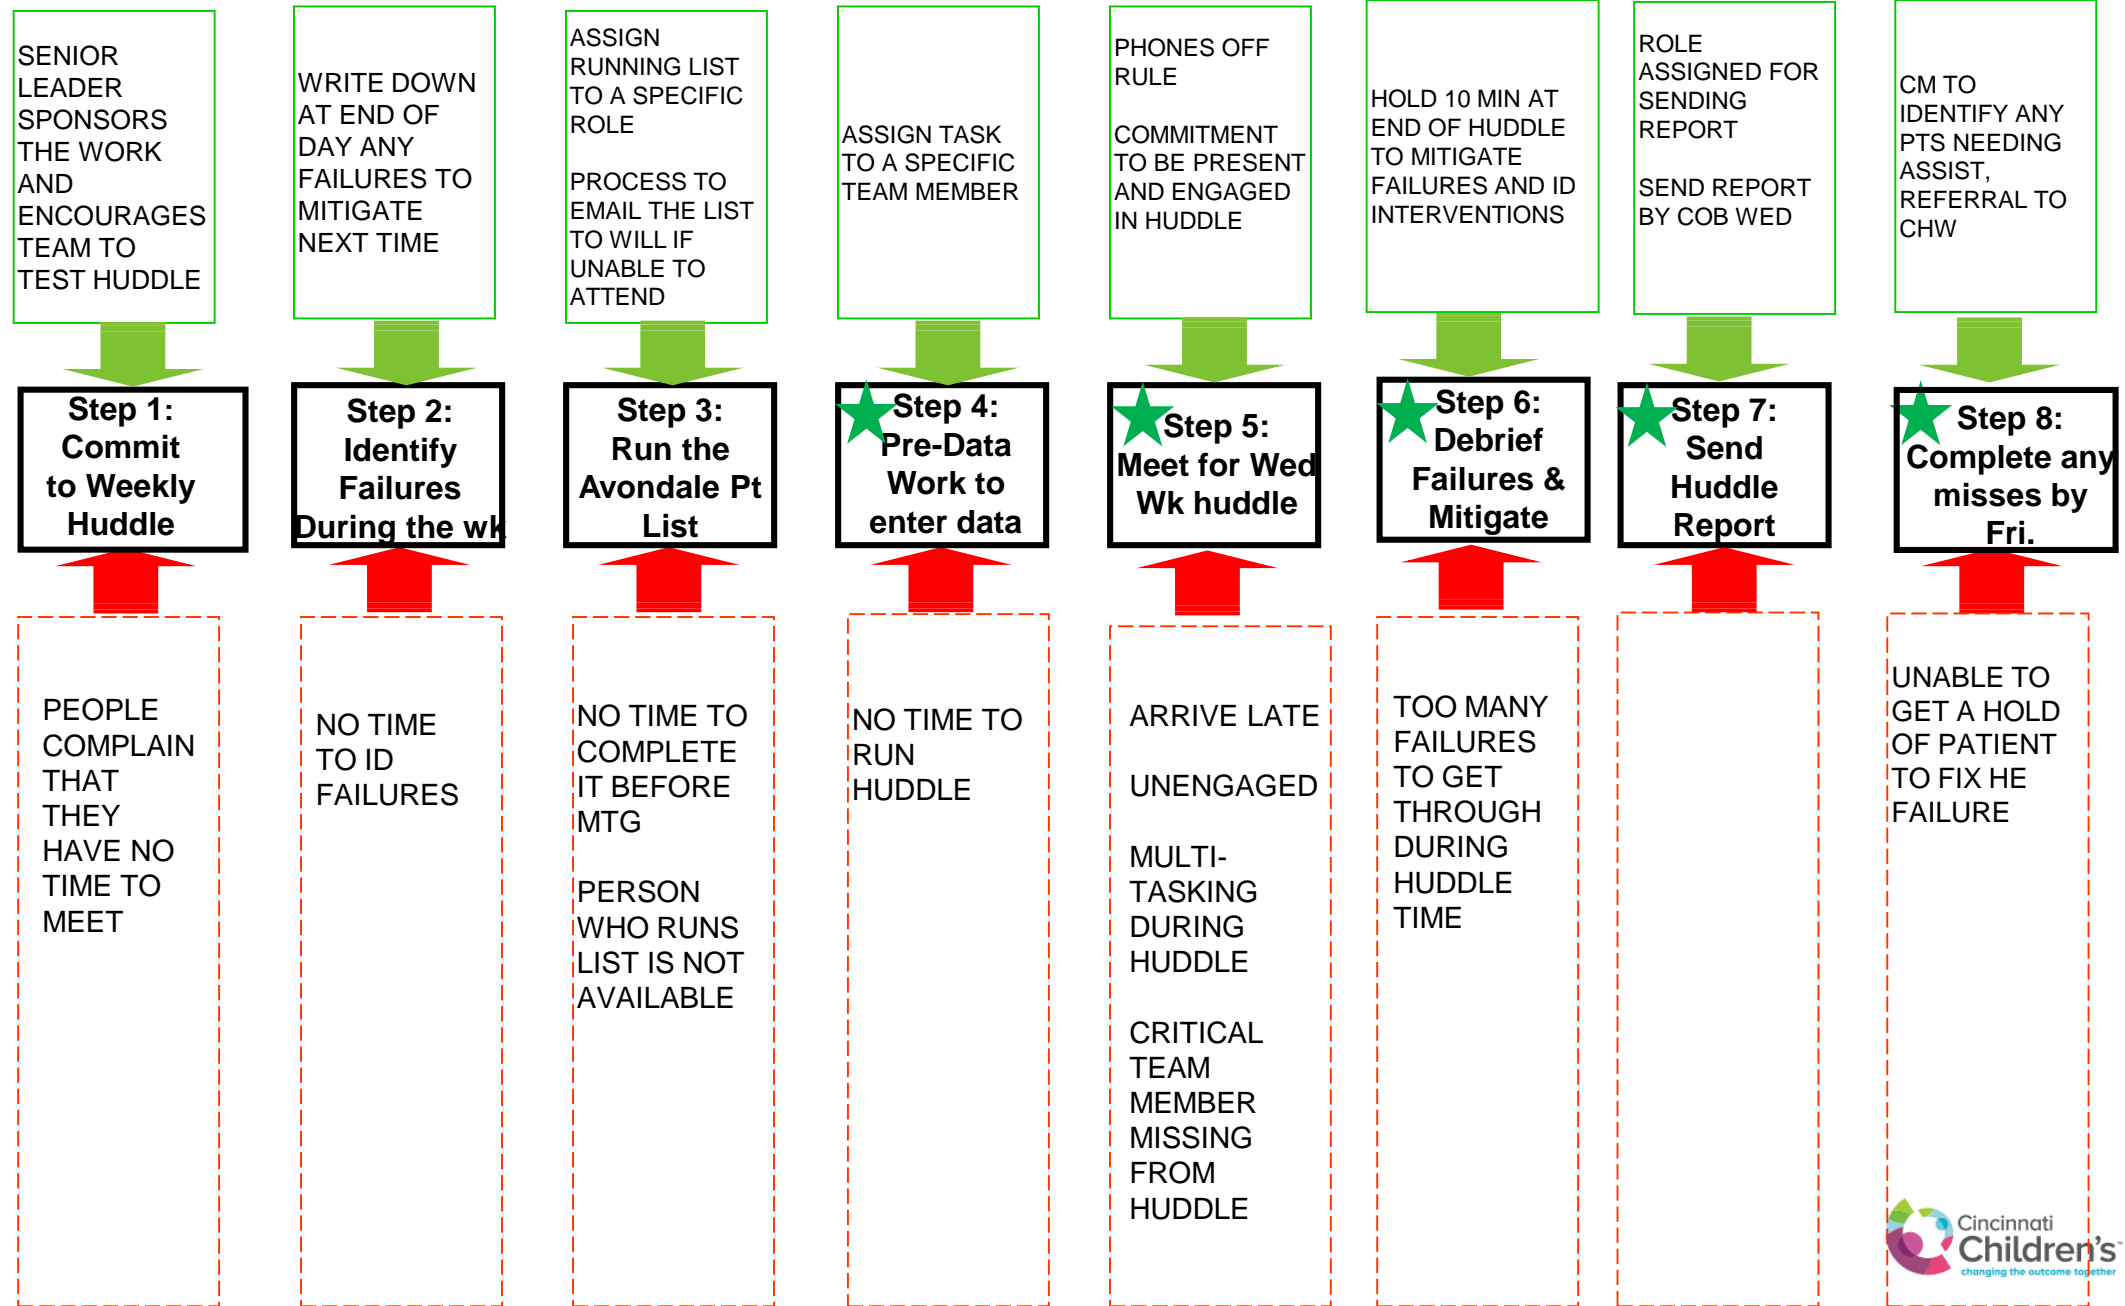 SENIOR
LEADER
SPONSORS
THE WORK
AND
ENCOURAGES
TEAM TO
TEST HUDDLE
WRITE DOWN
AT END OF
DAY ANY
FAILURES TO
MITIGATE
NEXT TIME
ASSIGN
RUNNING LIST
TO A SPECIFIC
ROLE
PROCESS TO
EMAIL THE LIST
TO WILL IF
UNABLE TO
ATTEND
ASSIGN TASK
TO A SPECIFIC
TEAM MEMBER
PHONES OFF
RULE
COMMITMENT
TO BE PRESENT
AND ENGAGED
IN HUDDLE
HOLD 10 MIN AT
END OF HUDDLE
TO MITIGATE
FAILURES AND ID
INTERVENTIONS
ROLE
ASSIGNED FOR
SENDING
REPORT
SEND REPORT
BY COB WED
CM TO
IDENTIFY ANY
PTS NEEDING
ASSIST,
REFERRAL TO
CHW
Step 1:
Commit
to Weekly
Huddle
Step 2:
Identify
Failures
During the wk
Step 3:
Run the
Avondale Pt
List
Step 4:
Pre-Data
Work to
enter data
Step 5:
Meet for Wed
Wk huddle
Step 6:
Debrief
Failures &
Mitigate
Step 7:
Send
Huddle
Report
Step 8:
Complete any
misses by
Fri.
PEOPLE
COMPLAIN
THAT
THEY
HAVE NO
TIME TO
MEET
NO TIME
TO ID
FAILURES
NO TIME TO
COMPLETE
IT BEFORE
MTG
PERSON
WHO RUNS
LIST IS NOT
AVAILABLE
NO TIME TO
RUN
HUDDLE
ARRIVE LATE
UNENGAGED
MULTI-
TASKING
DURING
HUDDLE
CRITICAL
TEAM
MEMBER
MISSING
FROM
HUDDLE
TOO MANY
FAILURES
TO GET
THROUGH
DURING
HUDDLE
TIME
UNABLE TO
GET A HOLD
OF PATIENT
TO FIX HE
FAILURE
Cincinnati
Children's™
changing the outcome together